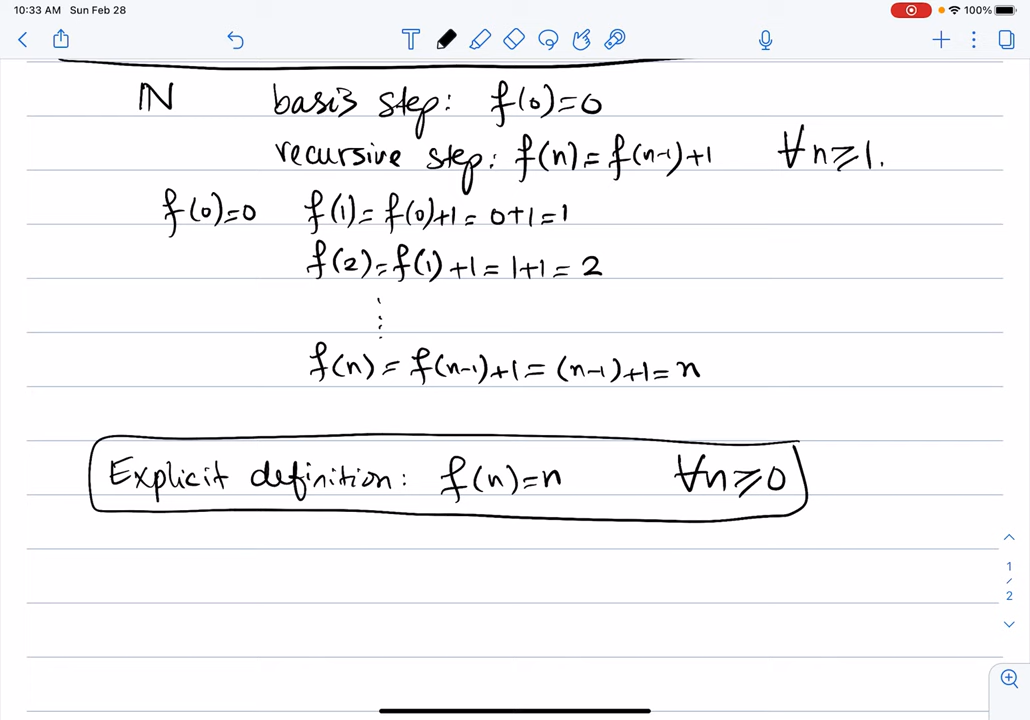 10:33 AM Sun Feb 28 100%
T
ℕ basis step: f(0)=0
recursive step: f(n)=f(n-1)+1 ∀n≥1.
f(0)=0 f(1)=f(0)+1=0+1=1
f(2)=f(1)+1=1+1=2
⋮
f(n)=f(n-1)+1=(n-1)+1=n
Explicit definition: f(n)=n ∀n≥0
1
/
2